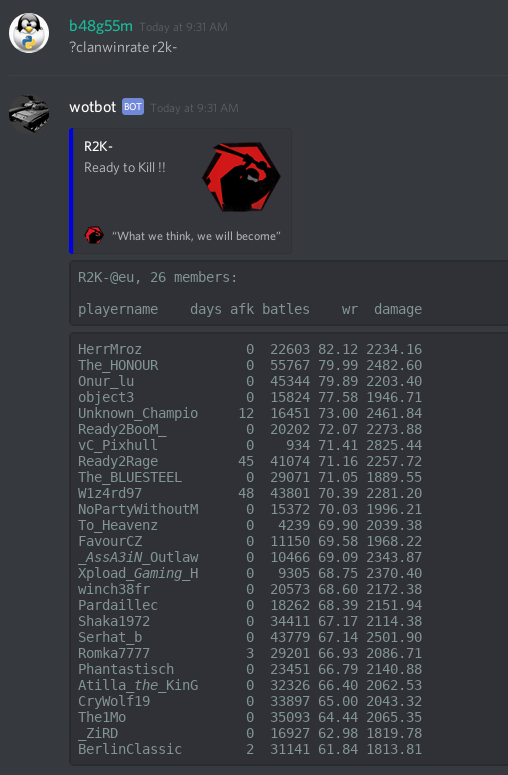 b48g55m Today at 9:31 AM
?clanwinrate r2k-
wotbot BOT Today at 9:31 AM
R2K-
Ready to Kill !!
“What we think, we will become”
R2K-@eu, 26 members:
playername days afk batles wr damage
HerrMroz 0 22603 82.12 2234.16
The_HONOUR 0 55767 79.99 2482.60
Onur_lu 0 45344 79.89 2203.40
object3 0 15824 77.58 1946.71
Unknown_Champio 12 16451 73.00 2461.84
Ready2BooM_ 0 20202 72.07 2273.88
vC_Pixhull 0 934 71.41 2825.44
Ready2Rage 45 41074 71.16 2257.72
The_BLUESTEEL 0 29071 71.05 1889.55
W1z4rd97 48 43801 70.39 2281.20
NoPartyWithoutM 0 15372 70.03 1996.21
To_Heavenz 0 4239 69.90 2039.38
FavourCZ 0 11150 69.58 1968.22
_AssA3iN_Outlaw 0 10466 69.09 2343.87
Xpload_Gaming_H 0 9305 68.75 2370.40
winch38fr 0 20573 68.60 2172.38
Pardaillec 0 18262 68.39 2151.94
Shaka1972 0 34411 67.17 2114.38
Serhat_b 0 43779 67.14 2501.90
Romka7777 3 29201 66.93 2086.71
Phantastisch 0 23451 66.79 2140.88
Atilla_the_KinG 0 32326 66.40 2062.53
CryWolf19 0 33897 65.00 2043.32
The1Mo 0 35093 64.44 2065.35
_ZiRD 0 16927 62.98 1819.78
BerlinClassic 2 31141 61.84 1813.81